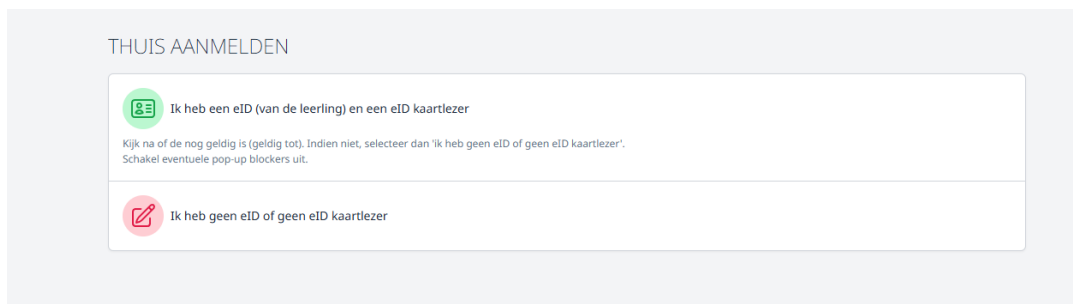 THUIS AANMELDEN
Ik heb een eID (van de leerling) en een eID kaartlezer
Kijk na of de nog geldig is (geldig tot). Indien niet, selecteer dan 'ik heb geen eID of geen eID kaartlezer'.
Schakel eventuele pop-up blockers uit.
Ik heb geen eID of geen eID kaartlezer